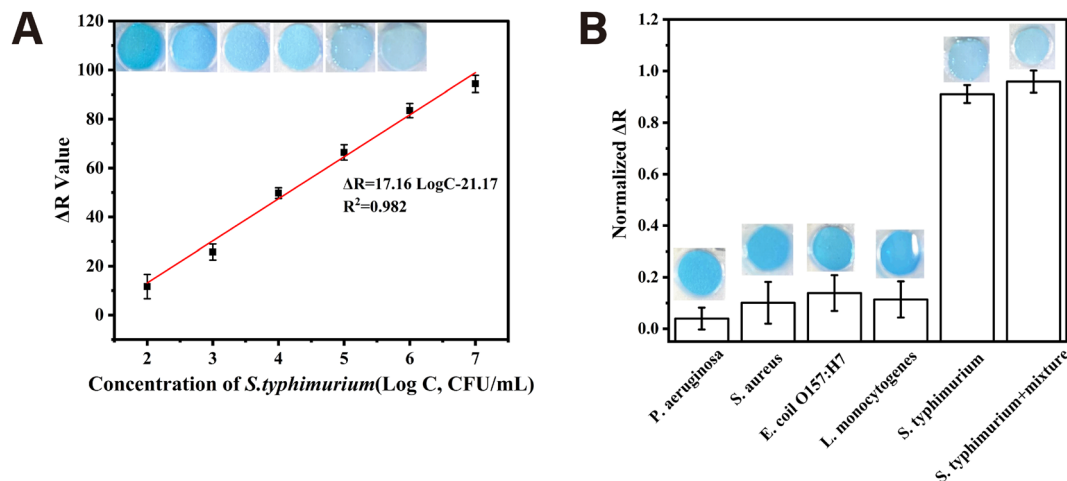 A
120
100
80
60
40
20
0
ΔR Value
ΔR=17.16 LogC-21.17
R²=0.982
2 3 4 5 6 7
Concentration of S.typhimurium(Log C, CFU/mL)
B
1.2
1.0
0.8
0.6
0.4
0.2
0.0
Normalized ΔR
P. aeruginosa
S. aureus
E. coil O157:H7
L. monocytogenes
S. typhimurium
S. typhimurium+mixture